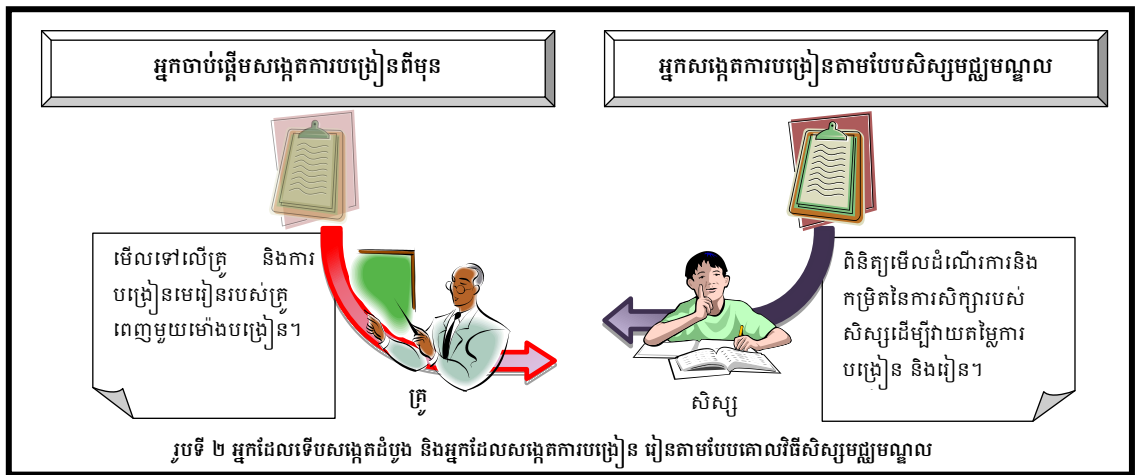 អ្នកចាប់ផ្តើមសង្កេតការបង្រៀនពីមុន
អ្នកសង្កេតការបង្រៀនតាមបែបសិស្សមជ្ឈមណ្ឌល
មើលទៅលើគ្រូ និងការ
បង្រៀនមេរៀនរបស់គ្រូ
ពេញមួយម៉ោងបង្រៀន។
គ្រូ
ពិនិត្យមើលដំណើរការនិង
កម្រិតនៃការសិក្សារបស់
សិស្សដើម្បីវាយតម្លៃការ
បង្រៀន និងរៀន។
សិស្ស
រូបទី ២ អ្នកដែលទើបសង្កេតដំបូង និងអ្នកដែលសង្កេតការបង្រៀន រៀនតាមបែបគោលវិធីសិស្សមជ្ឈមណ្ឌល